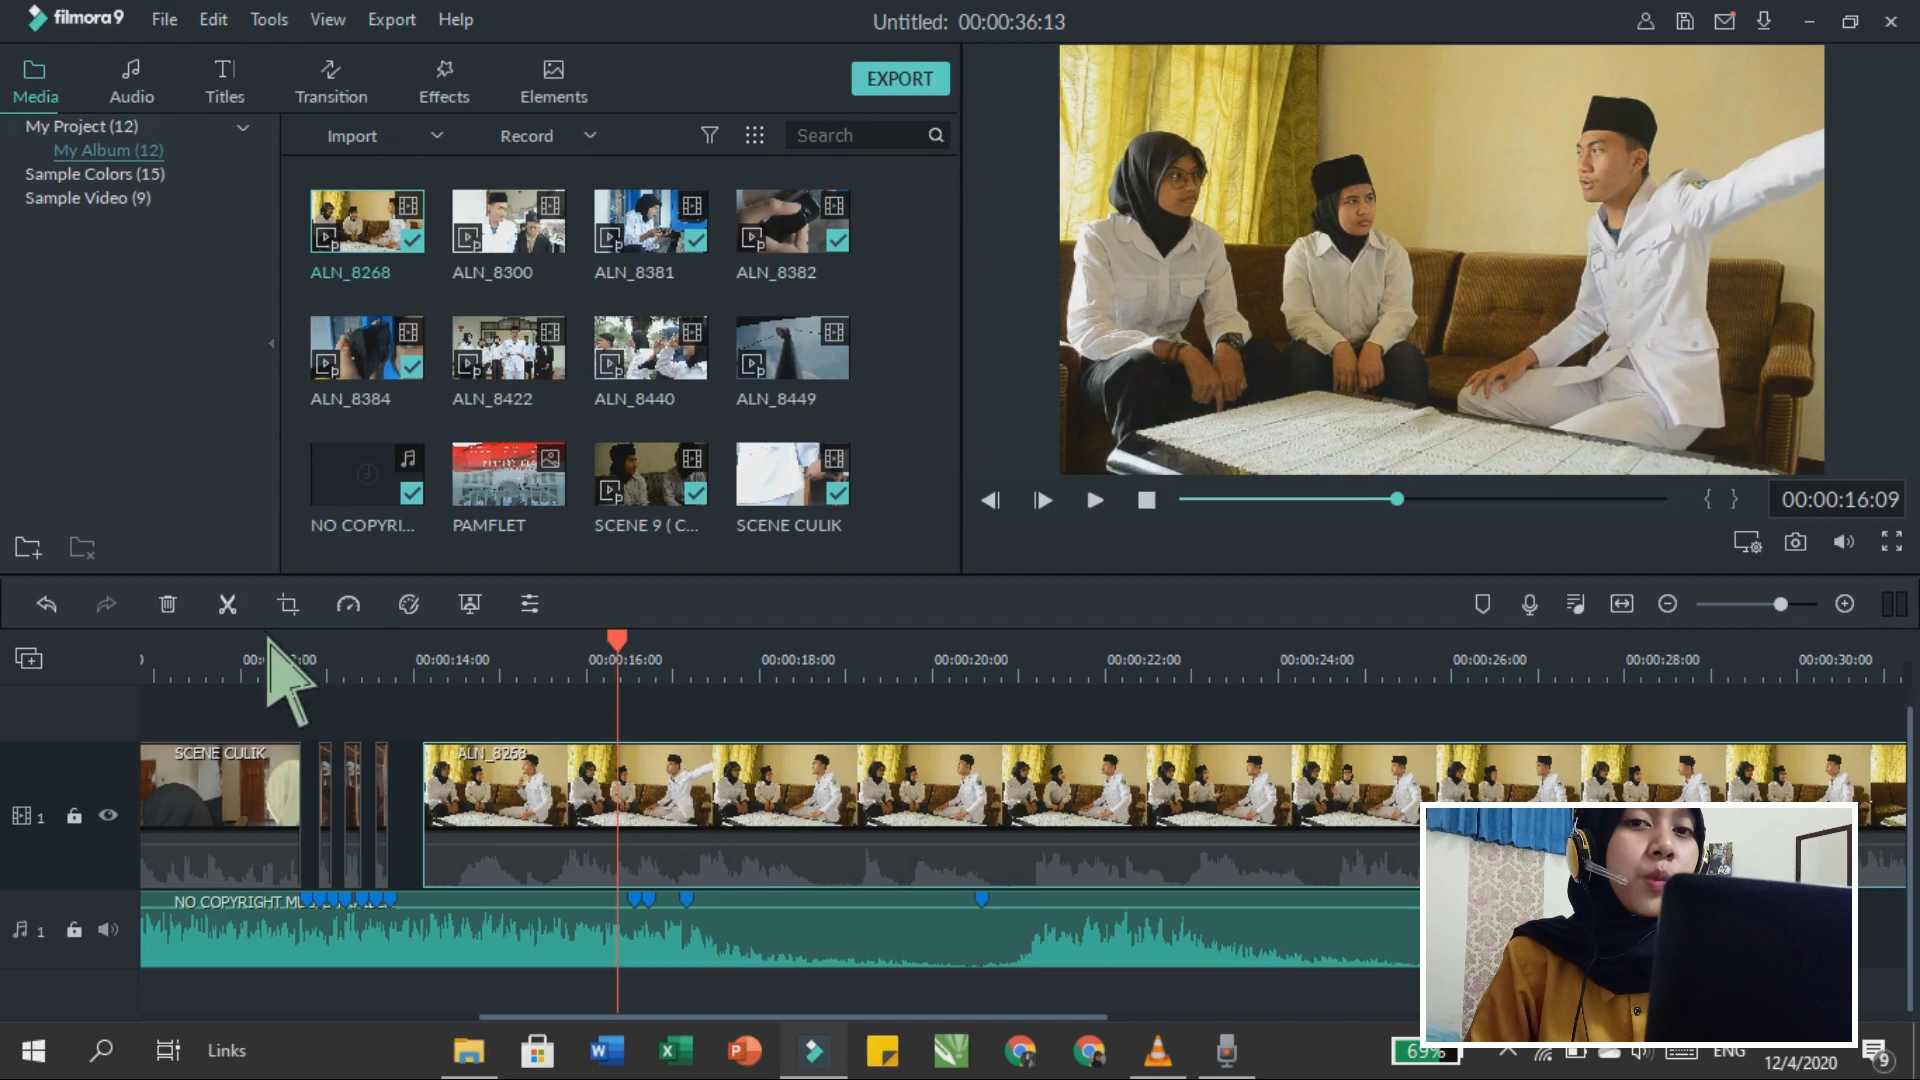 filmora9 File Edit Tools View Export Help
Untitled: 00:00:36:13
Media
Audio
Titles
Transition
Effects
Elements
EXPORT
My Project (12)
My Album (12)
Sample Colors (15)
Sample Video (9)
Import
Record
Search
ALN_8268
ALN_8300
ALN_8381
ALN_8382
ALN_8384
ALN_8422
ALN_8440
ALN_8449
NO COPYRI...
PAMFLET
SCENE 9 ( C...
SCENE CULIK
00:00:16:09
00:00:14:00
00:00:16:00
00:00:18:00
00:00:20:00
00:00:22:00
00:00:24:00
00:00:26:00
00:00:28:00
00:00:30:00
SCENE CULIK
ALN_8268
1
NO COPYRIGHT
1
Links
69%
ENG
12/4/2020
9